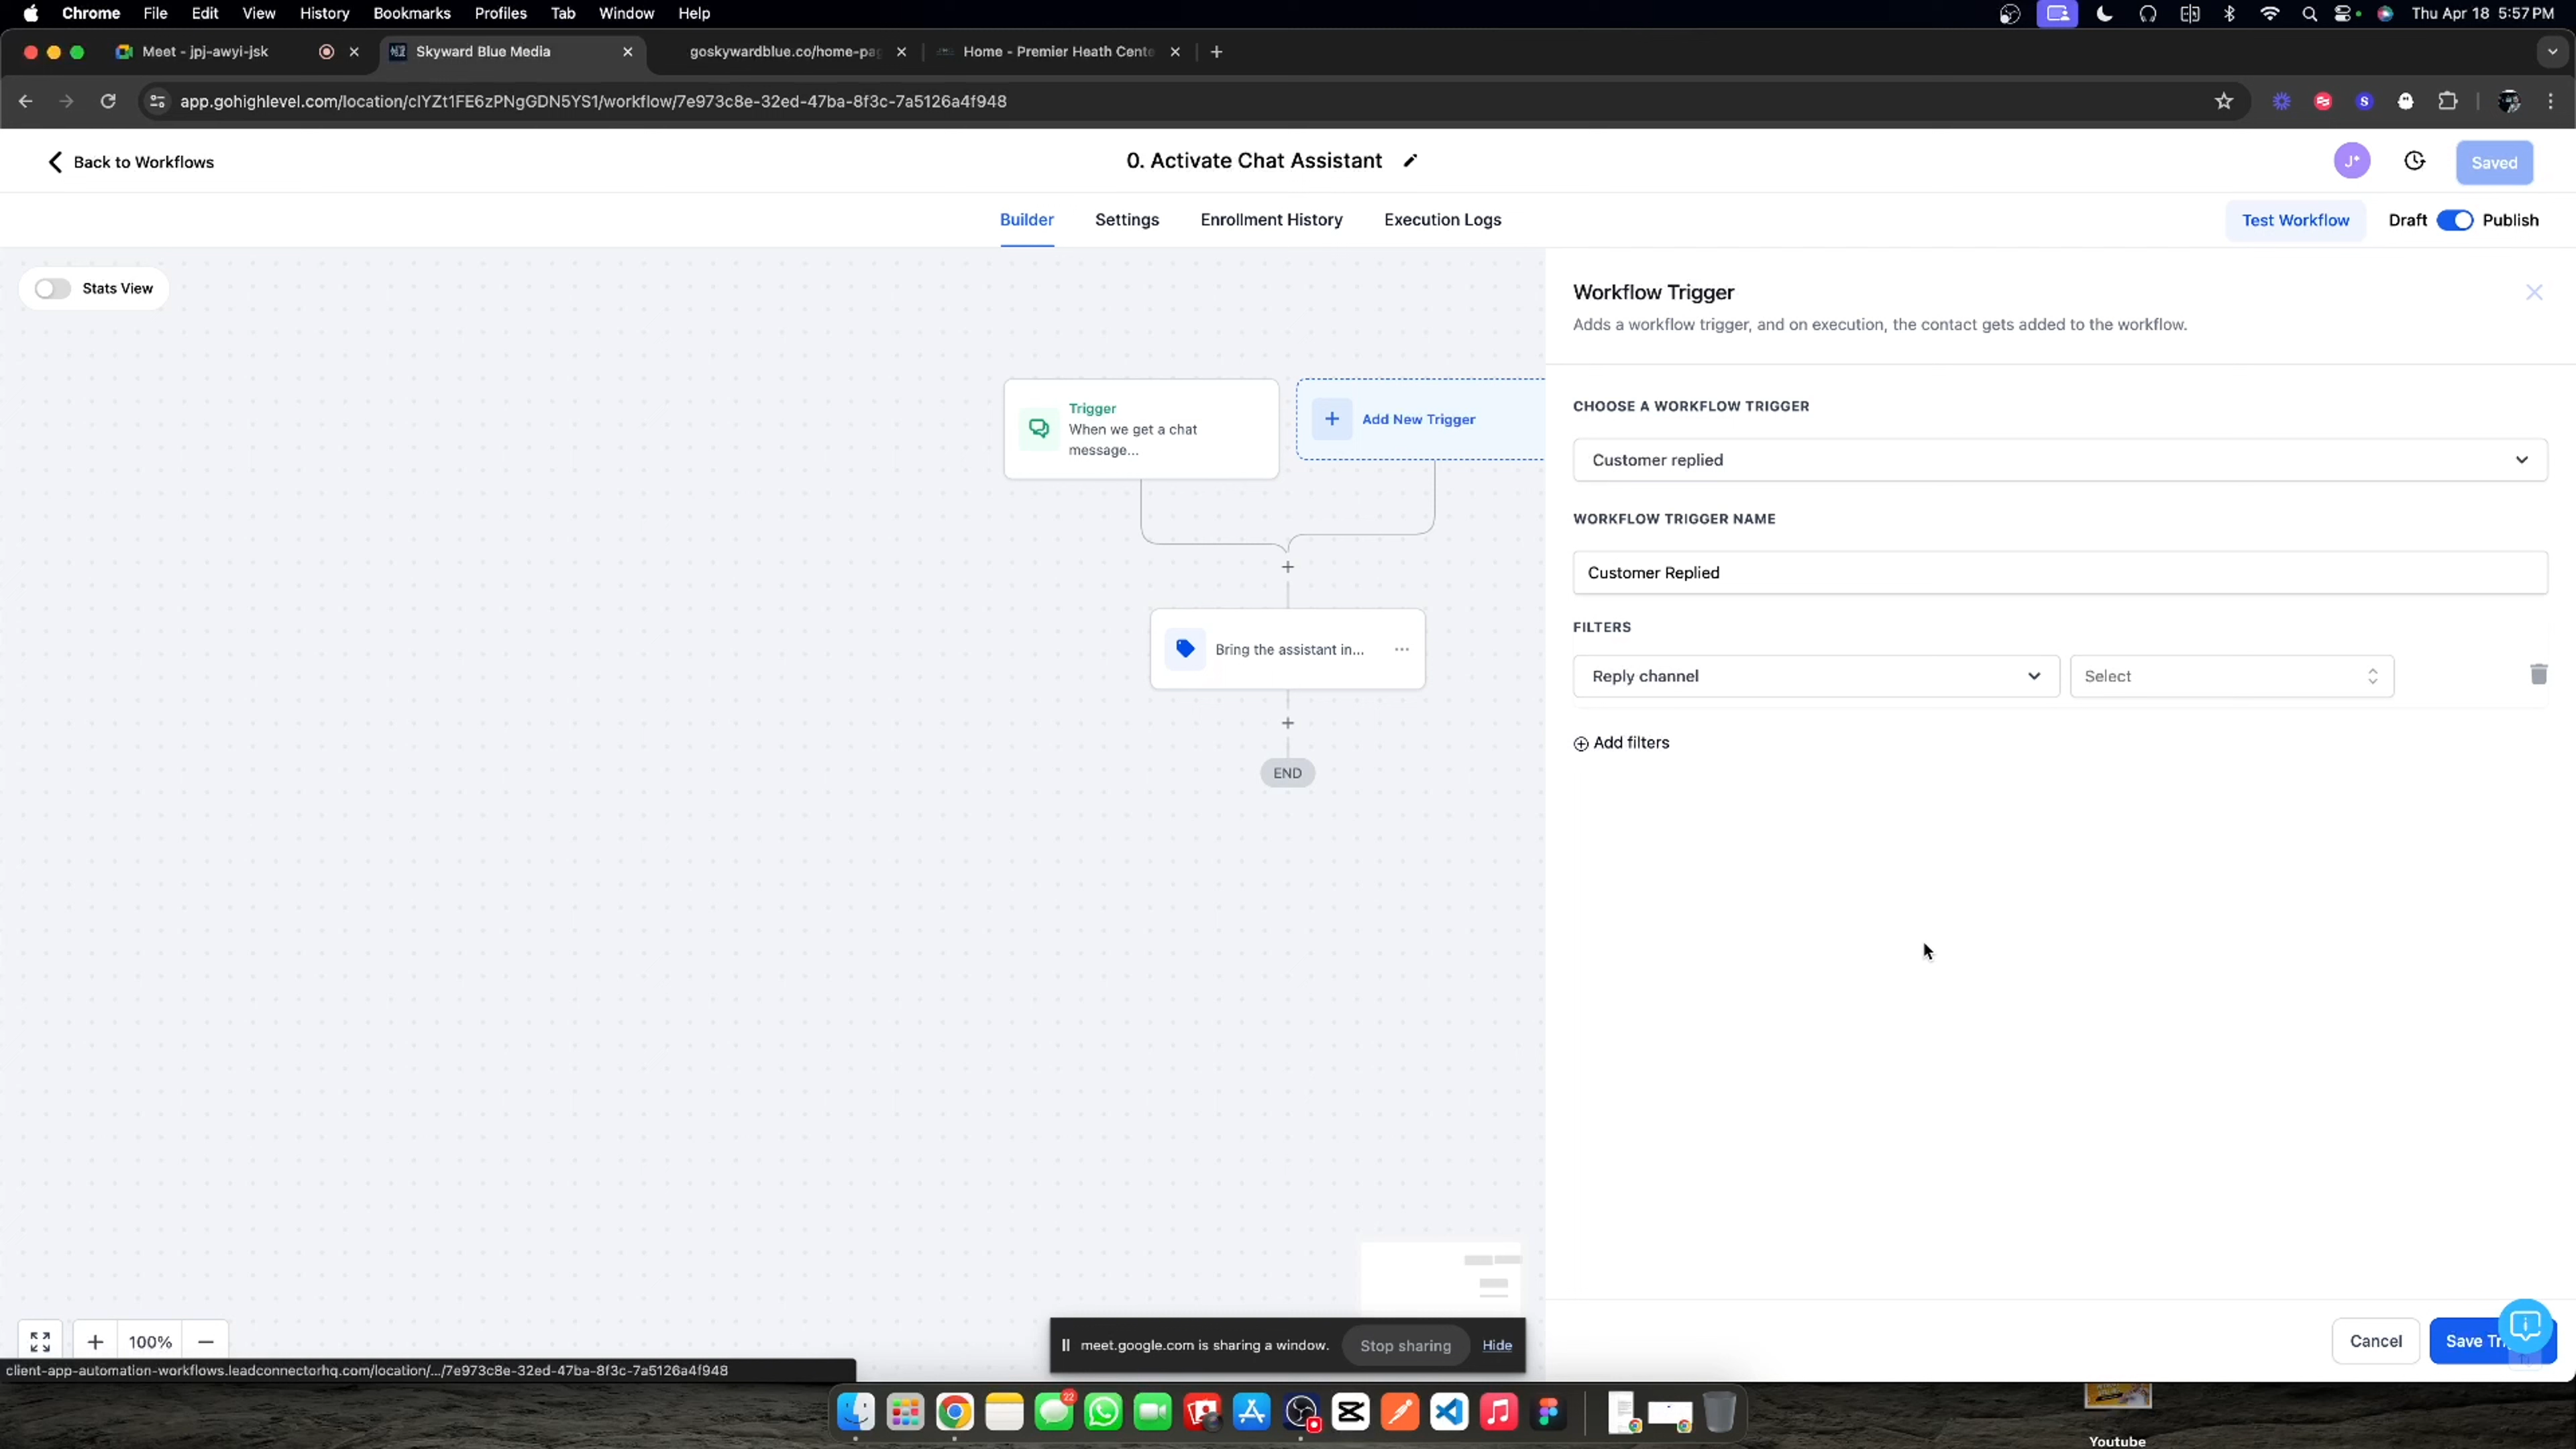 Chrome File Edit View History Bookmarks Profiles Tab Window Help
Thu Apr 18 5:57 PM
Meet - jpj-awyi-jsk
Skyward Blue Media
goskywardblue.co/home-pag
Home - Premier Heath Cente
app.gohighlevel.com/location/clYZt1FE6zPNgGDN5YS1/workflow/7e973c8e-32ed-47ba-8f3c-7a5126a4f948
Back to Workflows
0. Activate Chat Assistant
J*
Saved
Builder Settings Enrollment History Execution Logs
Test Workflow
Draft
Publish
Stats View
Trigger
When we get a chat
message...
Add New Trigger
Bring the assistant in...
END
Workflow Trigger
Adds a workflow trigger, and on execution, the contact gets added to the workflow.
CHOOSE A WORKFLOW TRIGGER
Customer replied
WORKFLOW TRIGGER NAME
Customer Replied
FILTERS
Reply channel
Select
Add filters
100%
meet.google.com is sharing a window.
Stop sharing
Hide
Cancel
Save Tr
client-app-automation-workflows.leadconnectorhq.com/location/.../7e973c8e-32ed-47ba-8f3c-7a5126a4f948
22
Youtube